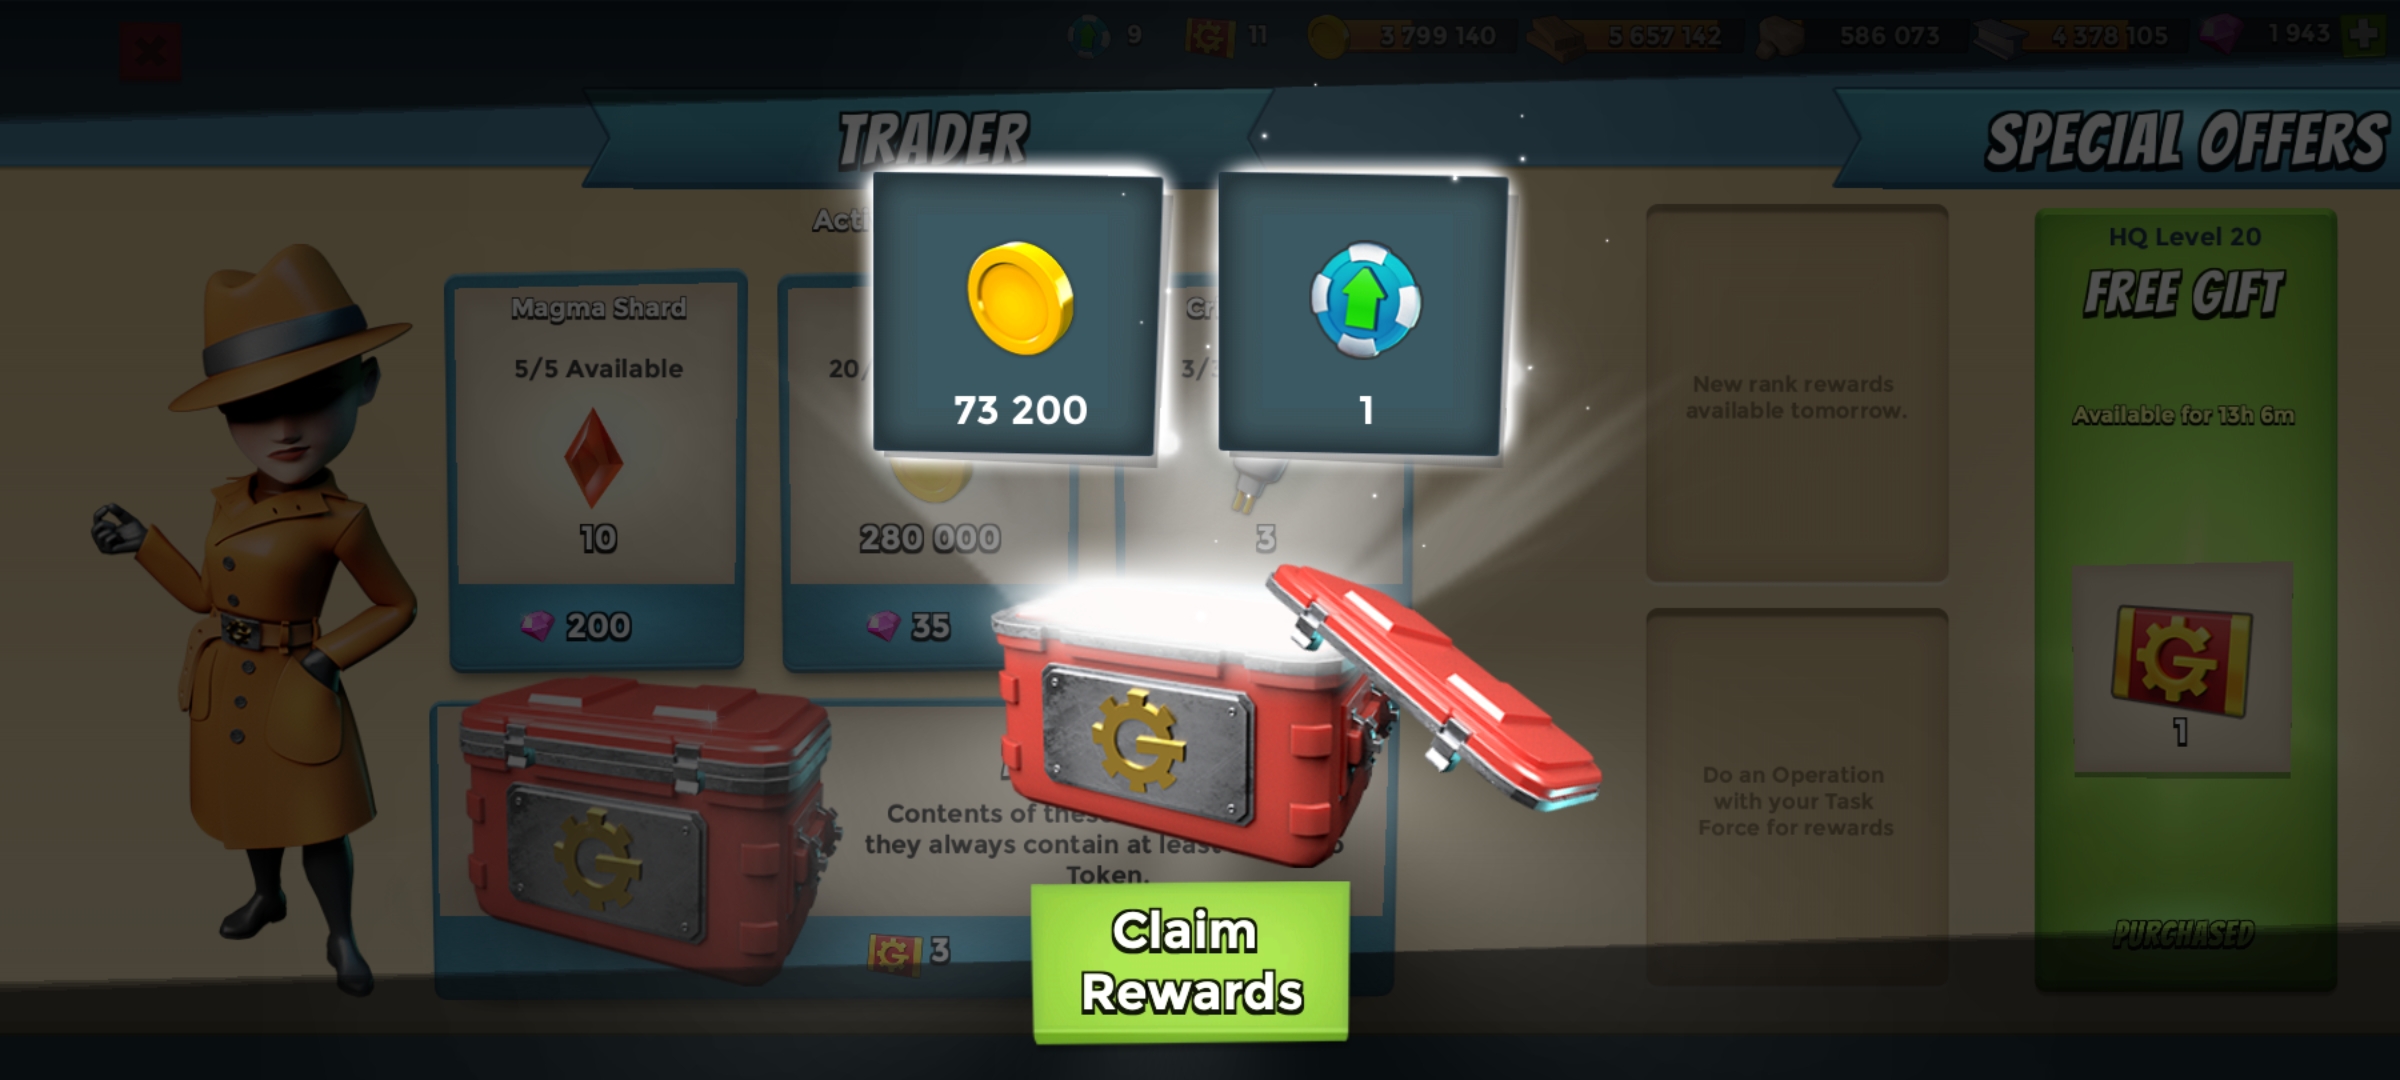 9 11 3 799 140 5 657 142 586 073 4 378 105 1 943
TRADER
SPECIAL OFFERS
73 200
1
Magma Shard
5/5 Available
10
200
280 000
35
3
New rank rewards
available tomorrow.
HQ Level 20
FREE GIFT
Available for 13h 6m
1
Contents of these
they always contain at least
Token.
3
Do an Operation
with your Task
Force for rewards
PURCHASED
Claim
Rewards